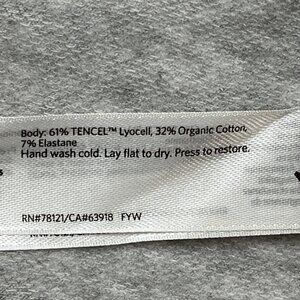 Body: 61% TENCEL™ Lyocell, 32% Organic Cotton,
7% Elastane
Hand wash cold. Lay flat to dry. Press to restore.
RN#78121/CA#63918 FYW